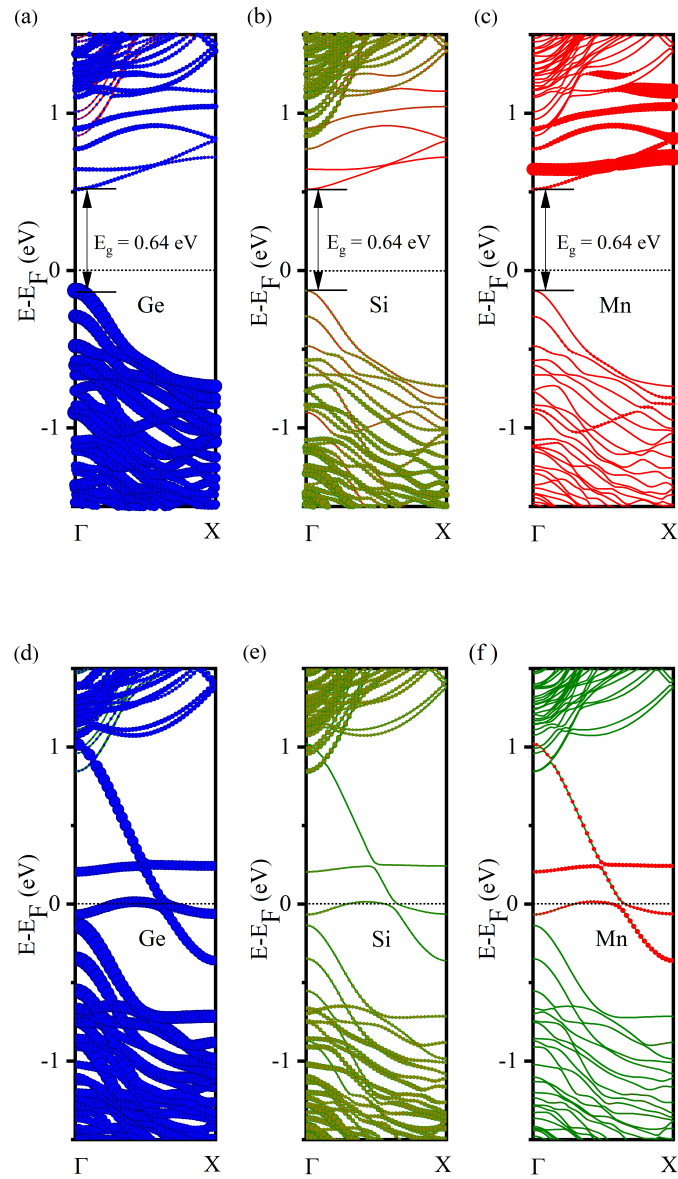 (a) (b) (c)
E-E_F (eV) E-E_F (eV) E-E_F (eV)
1 1 1
E_g = 0.64 eV E_g = 0.64 eV E_g = 0.64 eV
0 0 0
Ge Si Mn
-1 -1 -1
Γ X Γ X Γ X
(d) (e) (f)
E-E_F (eV) E-E_F (eV) E-E_F (eV)
1 1 1
0 0 0
Ge Si Mn
-1 -1 -1
Γ X Γ X Γ X